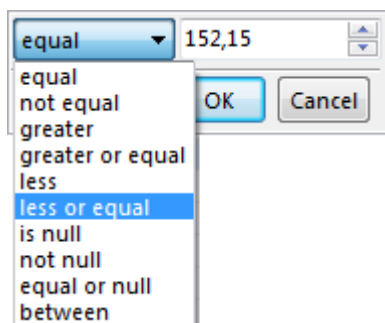 equal 152,15
equal
not equal
OK Cancel
greater
greater or equal
less
less or equal
is null
not null
equal or null
between